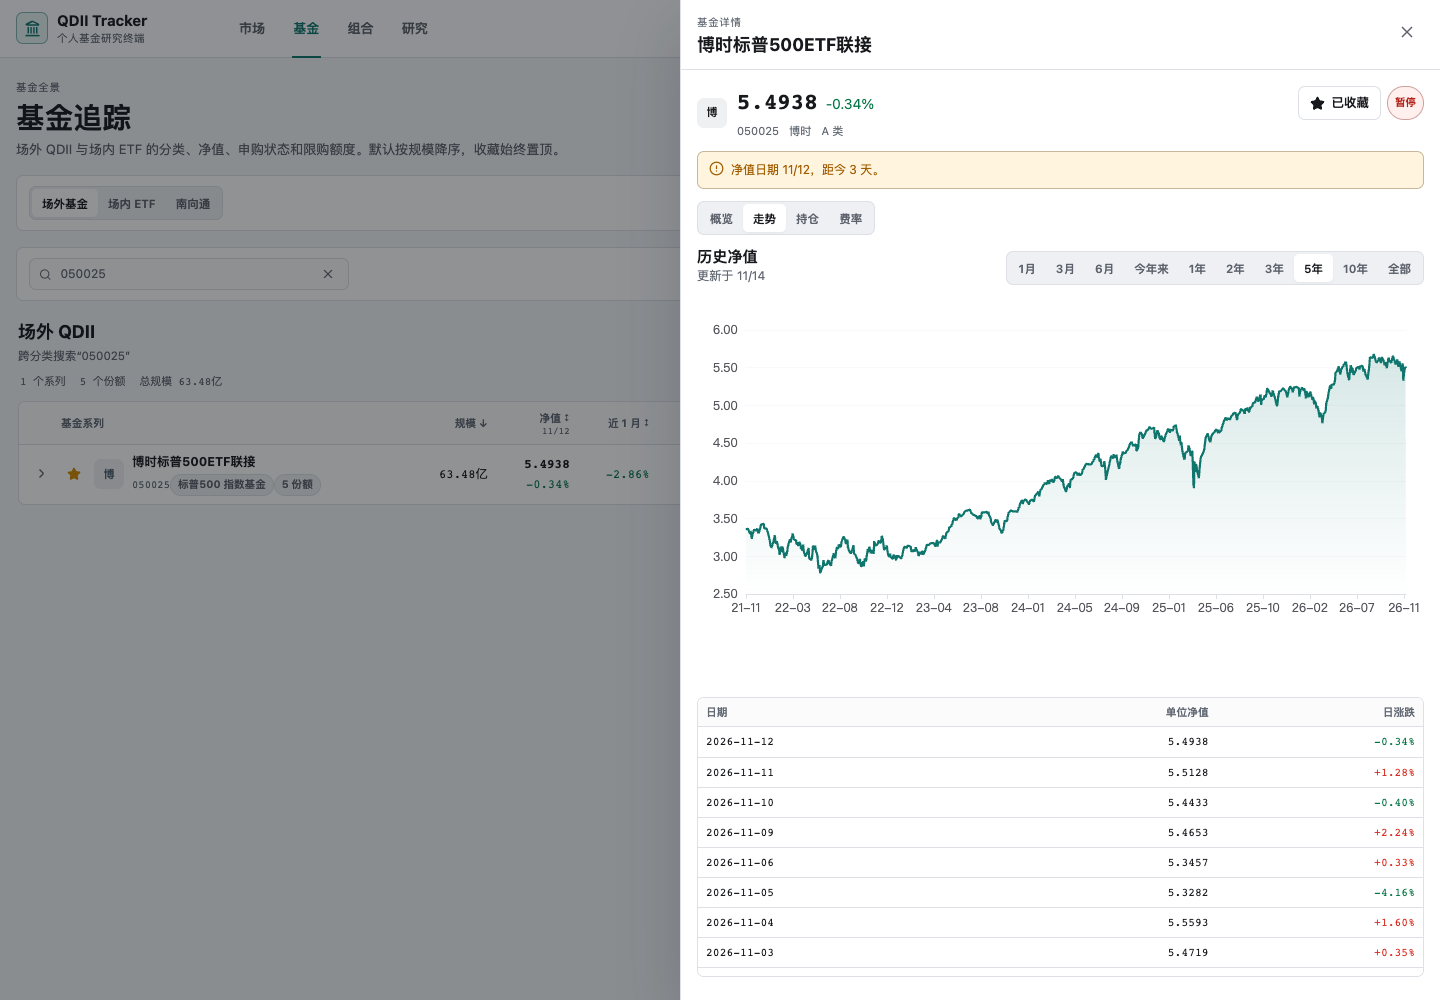 QDII Tracker
个人基金研究终端
市场 基金 组合 研究
基金全景
基金追踪
场外 QDII 与场内 ETF 的分类、净值、申购状态和限购额度。默认按规模降序，收藏始终置顶。
场外基金 场内 ETF 南向通
050025
场外 QDII
跨分类搜索“050025”
1 个系列 5 个份额 总规模 63.48亿
基金系列 规模 ↓ 净值 ↕ 近 1 月 ↕
11/12
博时标普500ETF联接
博 63.48亿 5.4938 -2.86%
050025 标普500 指数基金 5 份额 -0.34%
基金详情
博时标普500ETF联接
博 5.4938 -0.34%
050025 博时 A 类
已收藏 暂停
净值日期 11/12，距今 3 天。
概览 走势 持仓 费率
历史净值
更新于 11/14
1月 3月 6月 今年来 1年 2年 3年 5年 10年 全部
6.00
5.50
5.00
4.50
4.00
3.50
3.00
2.50
21-11 22-03 22-08 22-12 23-04 23-08 24-01 24-05 24-09 25-01 25-06 25-10 26-02 26-07 26-11
日期 单位净值 日涨跌
2026-11-12 5.4938 -0.34%
2026-11-11 5.5128 +1.28%
2026-11-10 5.4433 -0.40%
2026-11-09 5.4653 +2.24%
2026-11-06 5.3457 +0.33%
2026-11-05 5.3282 -4.16%
2026-11-04 5.5593 +1.60%
2026-11-03 5.4719 +0.35%